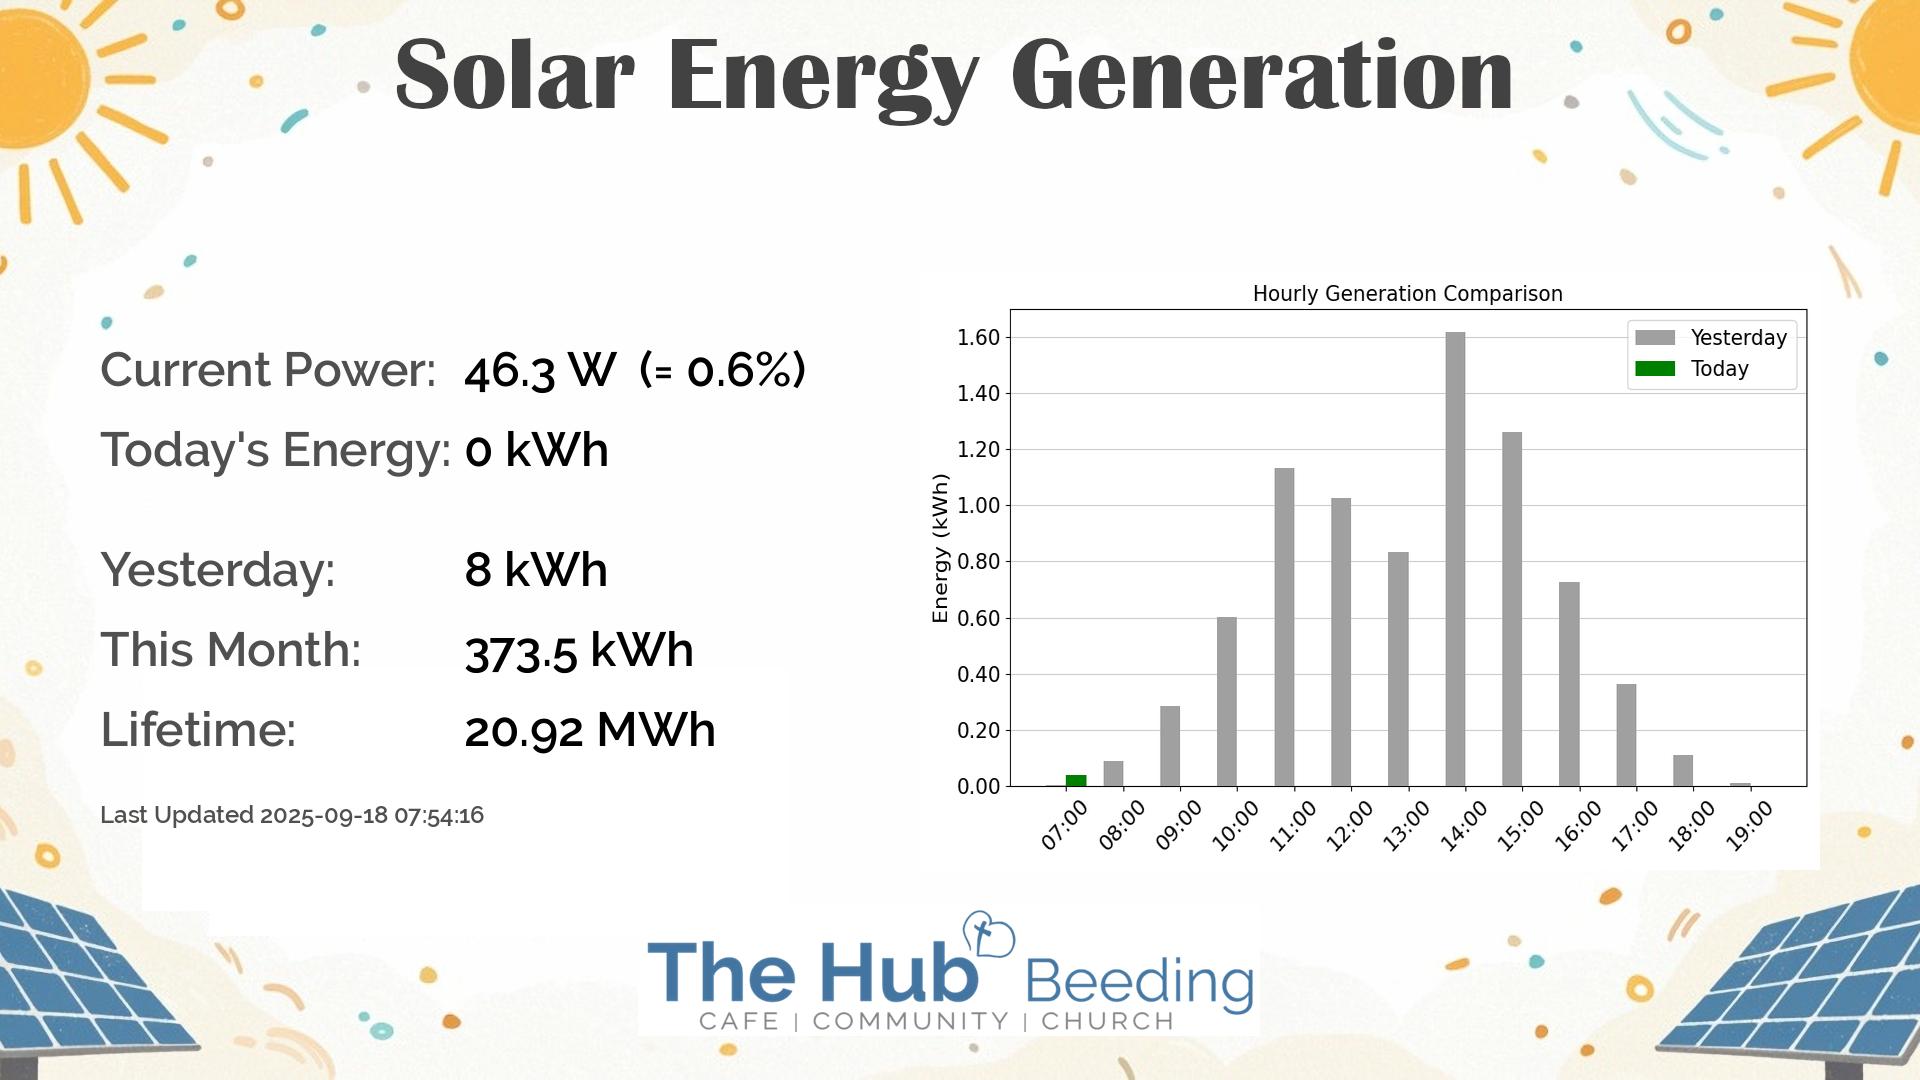 Solar Energy Generation
Current Power: 46.3 W (= 0.6%)
Today's Energy: 0 kWh
Yesterday: 8 kWh
This Month: 373.5 kWh
Lifetime: 20.92 MWh
Last Updated 2025-09-18 07:54:16
Hourly Generation Comparison
Yesterday
Today
Energy (kWh)
1.60
1.40
1.20
1.00
0.80
0.60
0.40
0.20
0.00
07:00 08:00 09:00 10:00 11:00 12:00 13:00 14:00 15:00 16:00 17:00 18:00 19:00
The Hub Beeding
CAFE | COMMUNITY | CHURCH